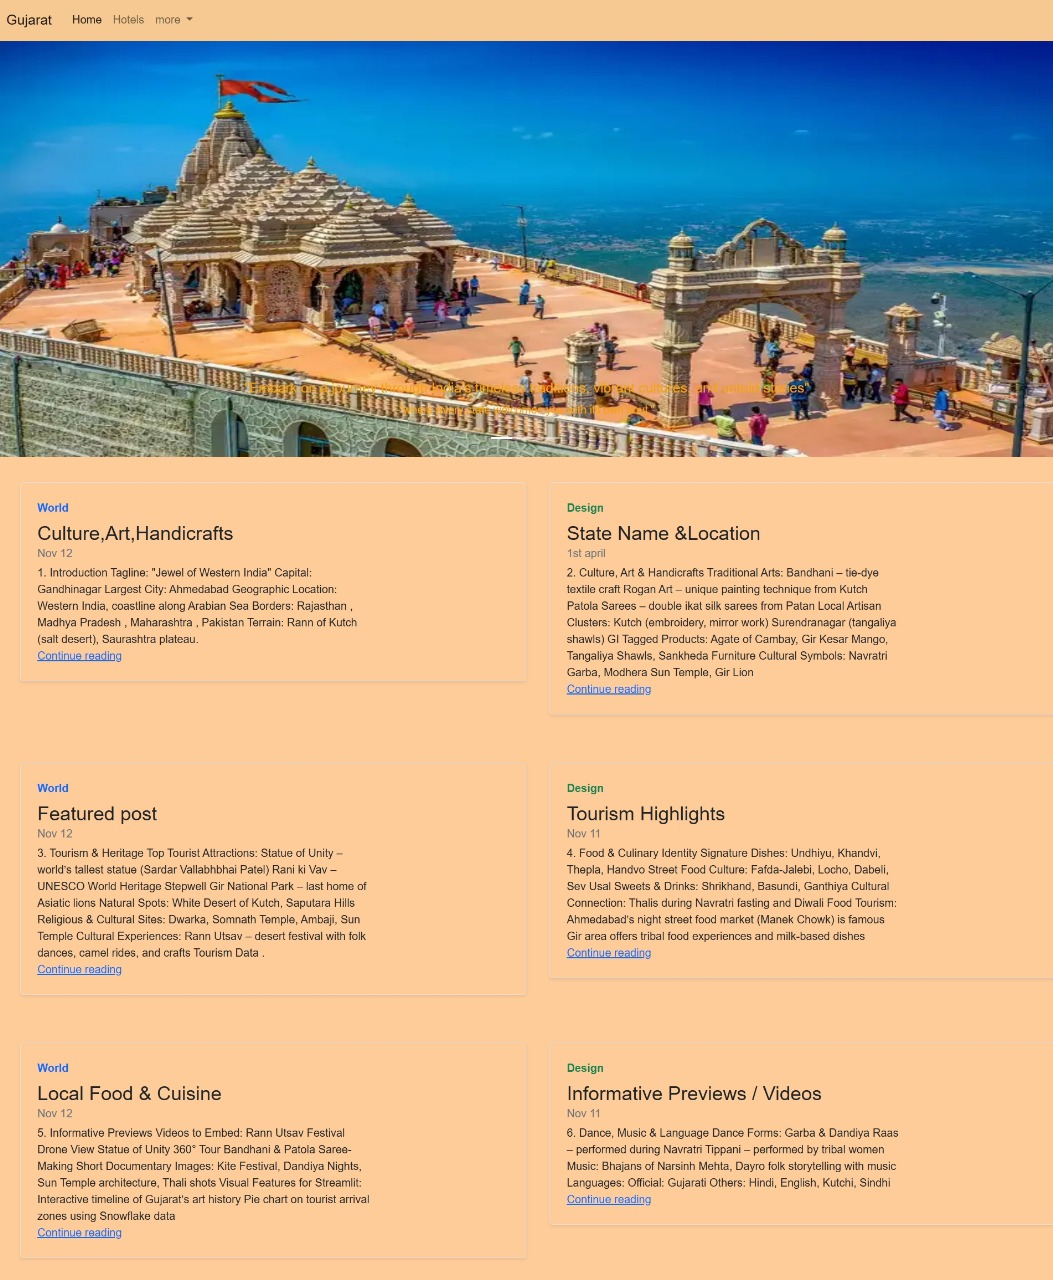 Gujarat Home Hotels more
"Embark on a journey through India's timeless traditions, vibrant cultures, and untold stories"
World
Culture,Art,Handicrafts
Nov 12
1. Introduction Tagline: "Jewel of Western India" Capital:
Gandhinagar Largest City: Ahmedabad Geographic Location:
Western India, coastline along Arabian Sea Borders: Rajasthan ,
Madhya Pradesh , Maharashtra , Pakistan Terrain: Rann of Kutch
(salt desert), Saurashtra plateau.
Continue reading
Design
State Name &Location
1st april
2. Culture, Art & Handicrafts Traditional Arts: Bandhani – tie-dye
textile craft Rogan Art – unique painting technique from Kutch
Patola Sarees – double ikat silk sarees from Patan Local Artisan
Clusters: Kutch (embroidery, mirror work) Surendranagar (tangaliya
shawls) GI Tagged Products: Agate of Cambay, Gir Kesar Mango,
Tangaliya Shawls, Sankheda Furniture Cultural Symbols: Navratri
Garba, Modhera Sun Temple, Gir Lion
Continue reading
World
Featured post
Nov 12
3. Tourism & Heritage Top Tourist Attractions: Statue of Unity –
world's tallest statue (Sardar Vallabhbhai Patel) Rani ki Vav –
UNESCO World Heritage Stepwell Gir National Park – last home of
Asiatic lions Natural Spots: White Desert of Kutch, Saputara Hills
Religious & Cultural Sites: Dwarka, Somnath Temple, Ambaji, Sun
Temple Cultural Experiences: Rann Utsav – desert festival with folk
dances, camel rides, and crafts Tourism Data .
Continue reading
Design
Tourism Highlights
Nov 11
4. Food & Culinary Identity Signature Dishes: Undhiyu, Khandvi,
Thepla, Handvo Street Food Culture: Fafda-Jalebi, Locho, Dabeli,
Sev Usal Sweets & Drinks: Shrikhand, Basundi, Ganthiya Cultural
Connection: Thalis during Navratri fasting and Diwali Food Tourism:
Ahmedabad's night street food market (Manek Chowk) is famous
Gir area offers tribal food experiences and milk-based dishes
Continue reading
World
Local Food & Cuisine
Nov 12
5. Informative Previews Videos to Embed: Rann Utsav Festival
Drone View Statue of Unity 360° Tour Bandhani & Patola Saree-
Making Short Documentary Images: Kite Festival, Dandiya Nights,
Sun Temple architecture, Thali shots Visual Features for Streamlit:
Interactive timeline of Gujarat's art history Pie chart on tourist arrival
zones using Snowflake data
Continue reading
Design
Informative Previews / Videos
Nov 11
6. Dance, Music & Language Dance Forms: Garba & Dandiya Raas
– performed during Navratri Tippani – performed by tribal women
Music: Bhajans of Narsinh Mehta, Dayro folk storytelling with music
Languages: Official: Gujarati Others: Hindi, English, Kutchi, Sindhi
Continue reading